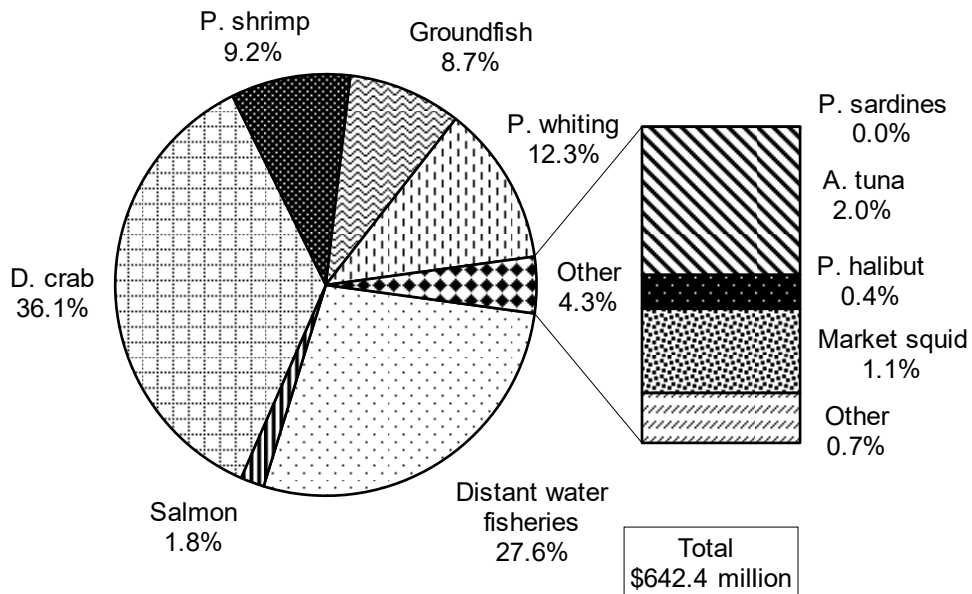 P. shrimp
9.2%
Groundfish
8.7%
P. whiting
12.3%
P. sardines
0.0%
A. tuna
2.0%
P. halibut
0.4%
Market squid
1.1%
Other
0.7%
Other
4.3%
D. crab
36.1%
Salmon
1.8%
Distant water
fisheries
27.6%
Total
$642.4 million